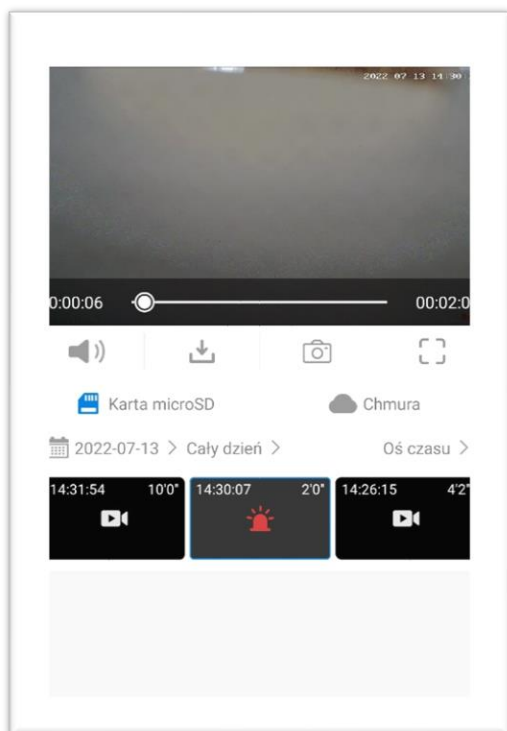 2022 07 13 14:30
0:00:06
00:02:0
Karta microSD
Chmura
2022-07-13 > Cały dzień >
Oś czasu >
14:31:54 10'0"
14:30:07 2'0"
14:26:15 4'2"